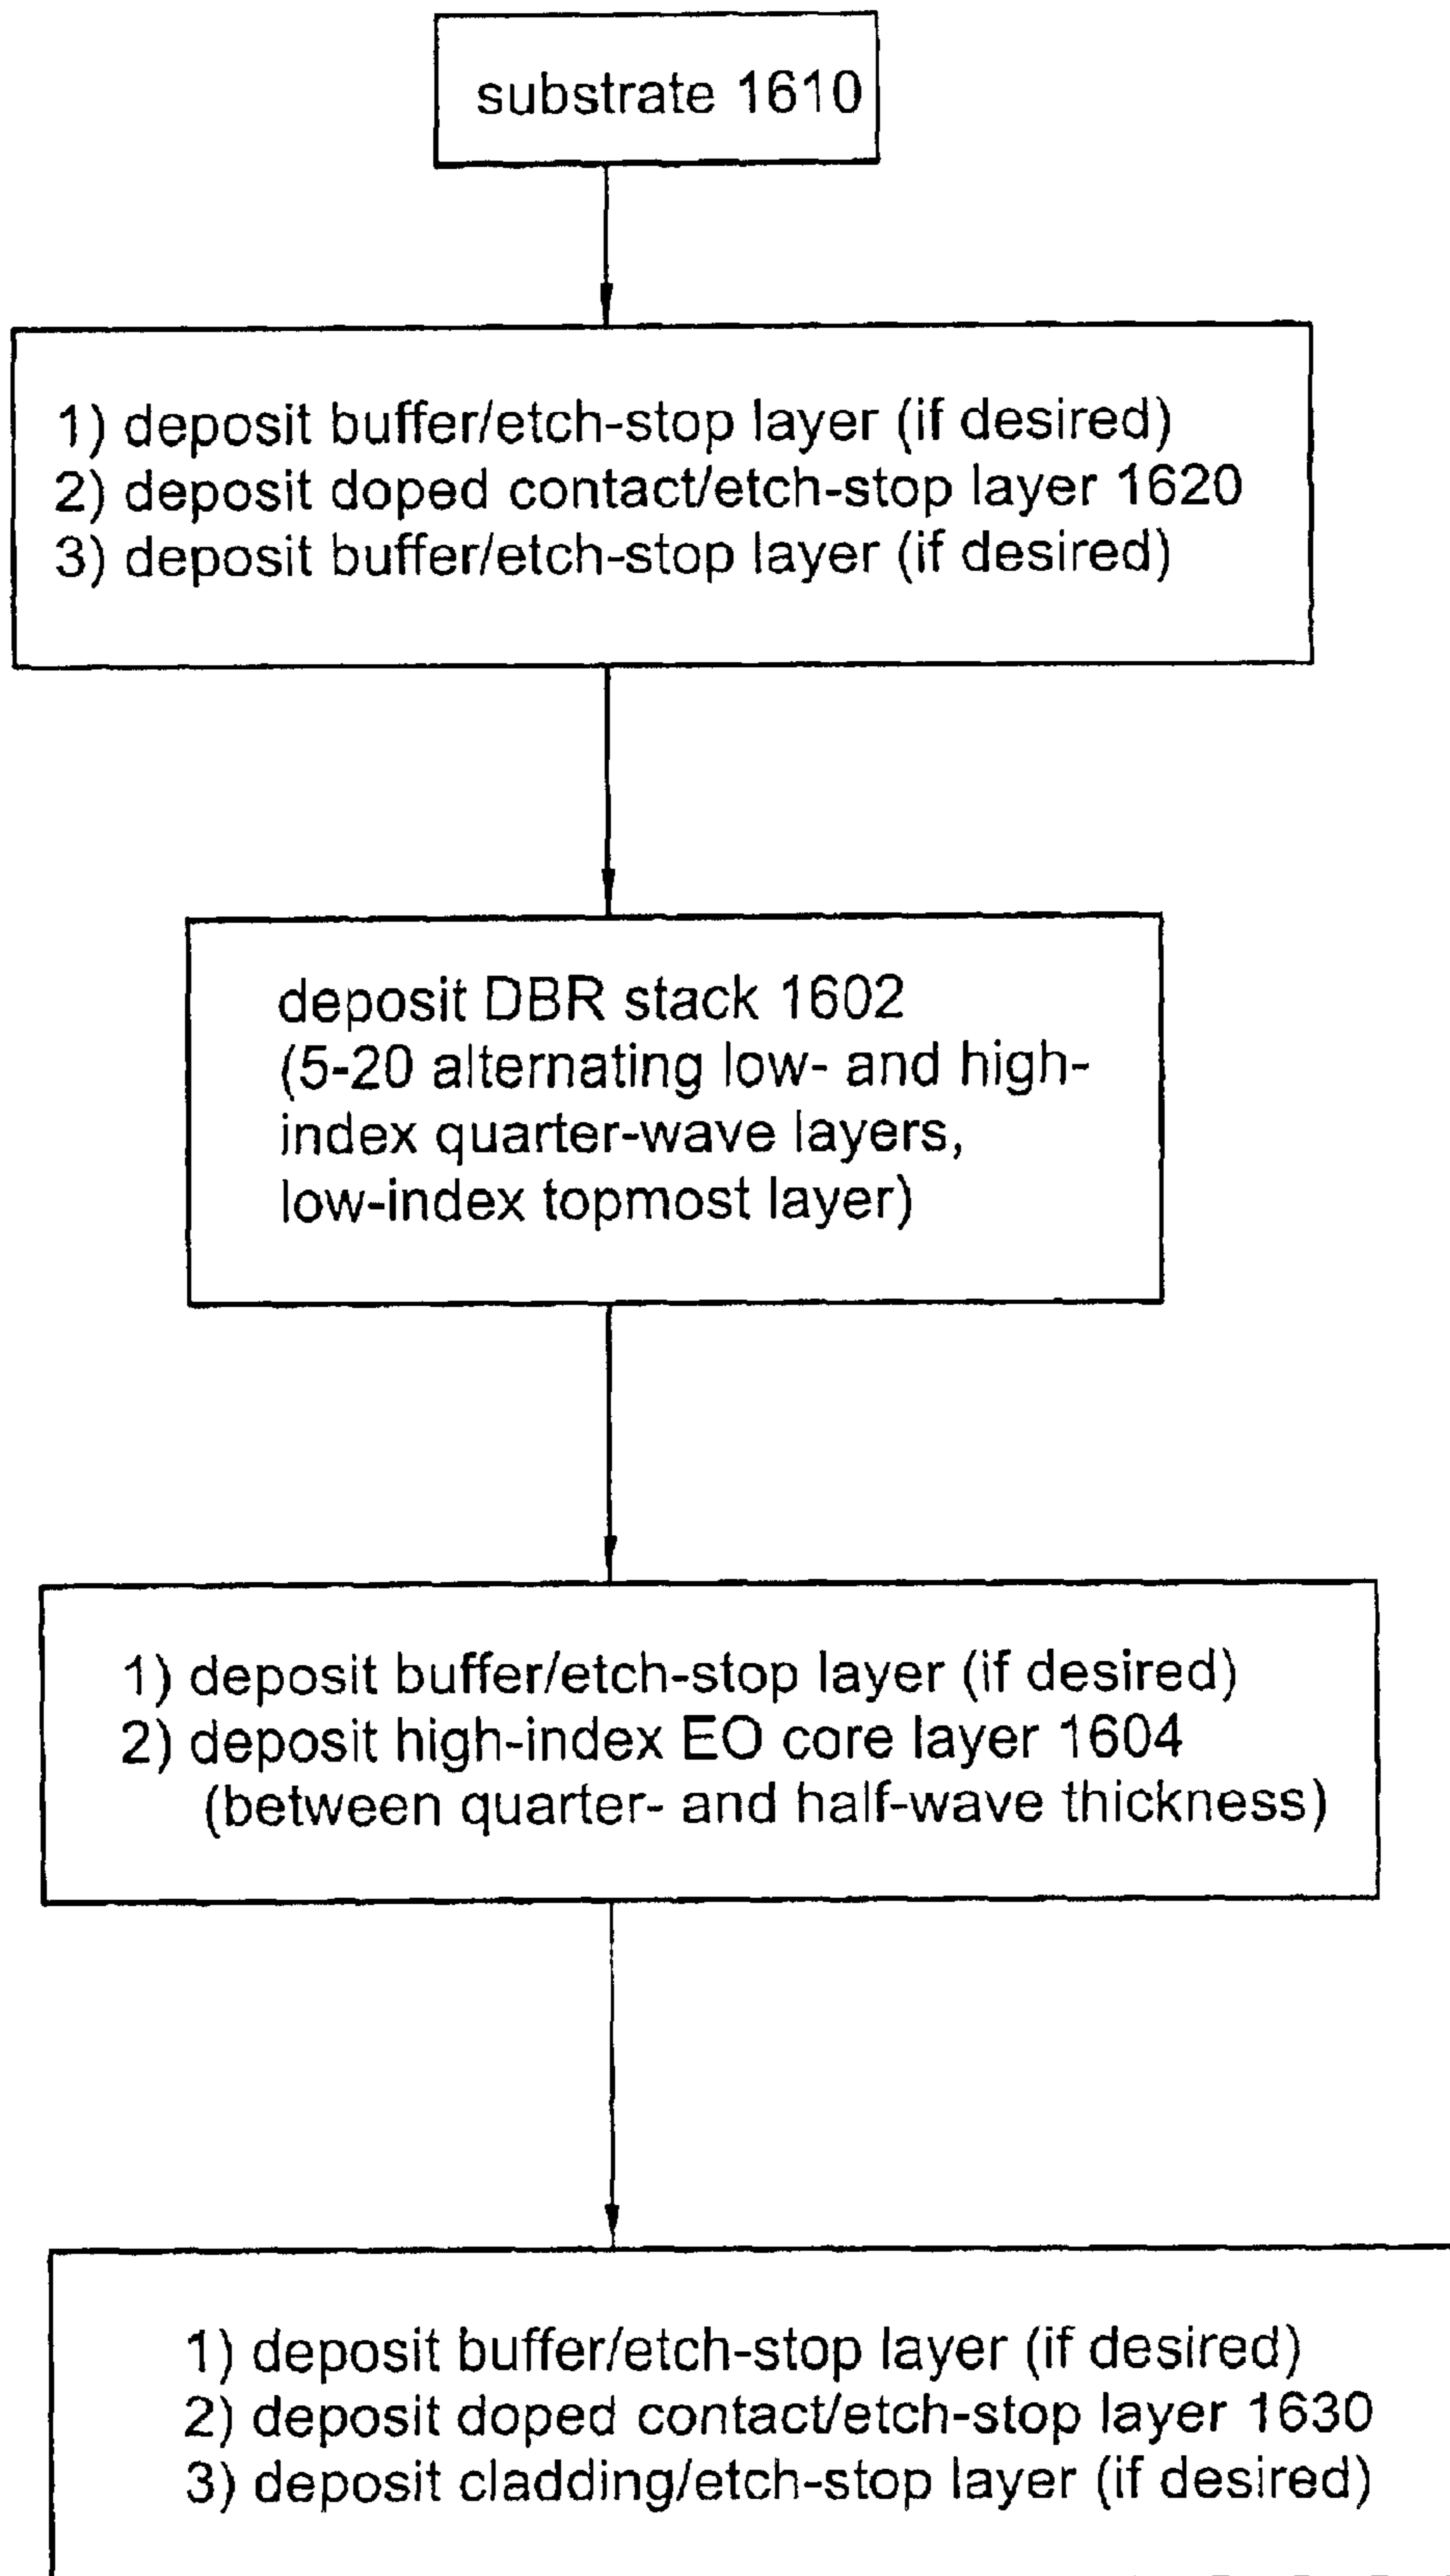 substrate 1610
1) deposit buffer/etch-stop layer (if desired)
2) deposit doped contact/etch-stop layer 1620
3) deposit buffer/etch-stop layer (if desired)
deposit DBR stack 1602
(5-20 alternating low- and high-
index quarter-wave layers,
low-index topmost layer)
1) deposit buffer/etch-stop layer (if desired)
2) deposit high-index EO core layer 1604
(between quarter- and half-wave thickness)
1) deposit buffer/etch-stop layer (if desired)
2) deposit doped contact/etch-stop layer 1630
3) deposit cladding/etch-stop layer (if desired)